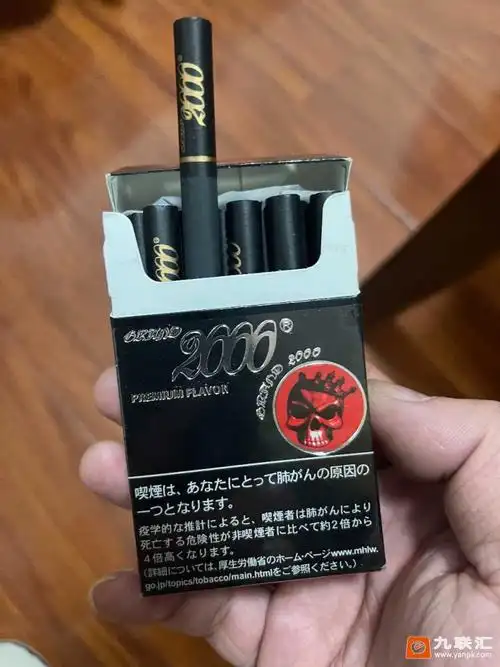 2000
2000
GRAND 2000®
PREMIUM FLAVOR
GRAND 2000
喫煙は、あなたにとって肺がんの原因の
一つとなります。
疫学的な推計によると、喫煙者は肺がんにより
死亡する危険性が非喫煙者に比べて約2倍から
4倍高くなります。
(詳細については、厚生労働省のホーム・ページwww.mhlw.
go.jp/topics/tobacco/main.htmlをご参照ください。)
九联汇
www.yanpk.com